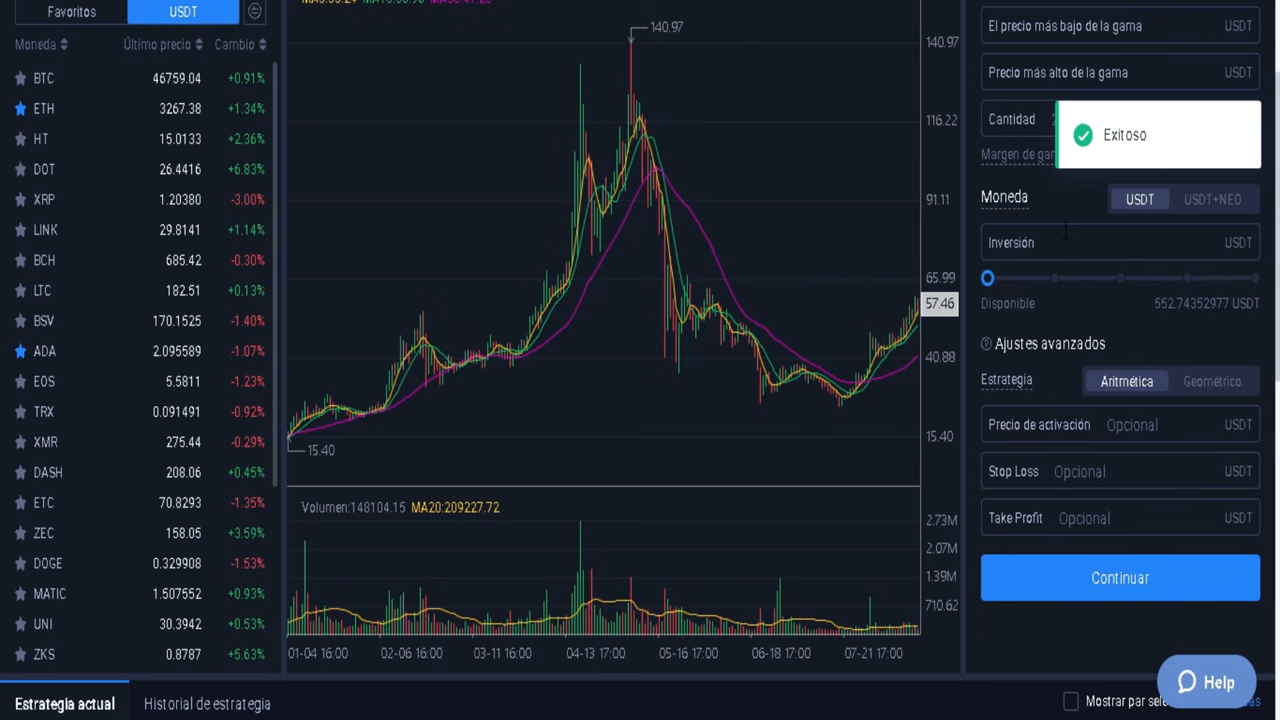 Favoritos USDT
Moneda Último precio Cambio
BTC 46759.04 +0.91%
ETH 3267.38 +1.34%
HT 15.0133 +2.36%
DOT 26.4416 +6.83%
XRP 1.20380 -3.00%
LINK 29.8141 +1.14%
BCH 685.42 -0.30%
LTC 182.51 +0.13%
BSV 170.1525 -1.40%
ADA 2.095589 -1.07%
EOS 5.5811 -1.23%
TRX 0.091491 -0.92%
XMR 275.44 -0.29%
DASH 208.06 +0.45%
ETC 70.8293 -1.35%
ZEC 158.05 +3.59%
DOGE 0.329908 -1.53%
MATIC 1.507552 +0.93%
UNI 30.3942 +0.53%
ZKS 0.8787 +5.63%
140.97
140.97
116.22
91.11
65.99
57.46
40.88
15.40
15.40
Volumen:148104.15 MA20:209227.72
2.73M
2.07M
1.39M
710.62
01-04 16:00 02-06 16:00 03-11 16:00 04-13 17:00 05-16 17:00 06-18 17:00 07-21 17:00
El precio más bajo de la gama USDT
Precio más alto de la gama USDT
Cantidad
Exitoso
Margen de
Moneda USDT USDT+NEO
Inversión USDT
Disponible 552.74352977 USDT
Ajustes avanzados
Estrategia Aritmética Geométrico
Precio de activación Opcional USDT
Stop Loss Opcional USDT
Take Profit Opcional USDT
Continuar
Help
Estrategia actual Historial de estrategia Mostrar par